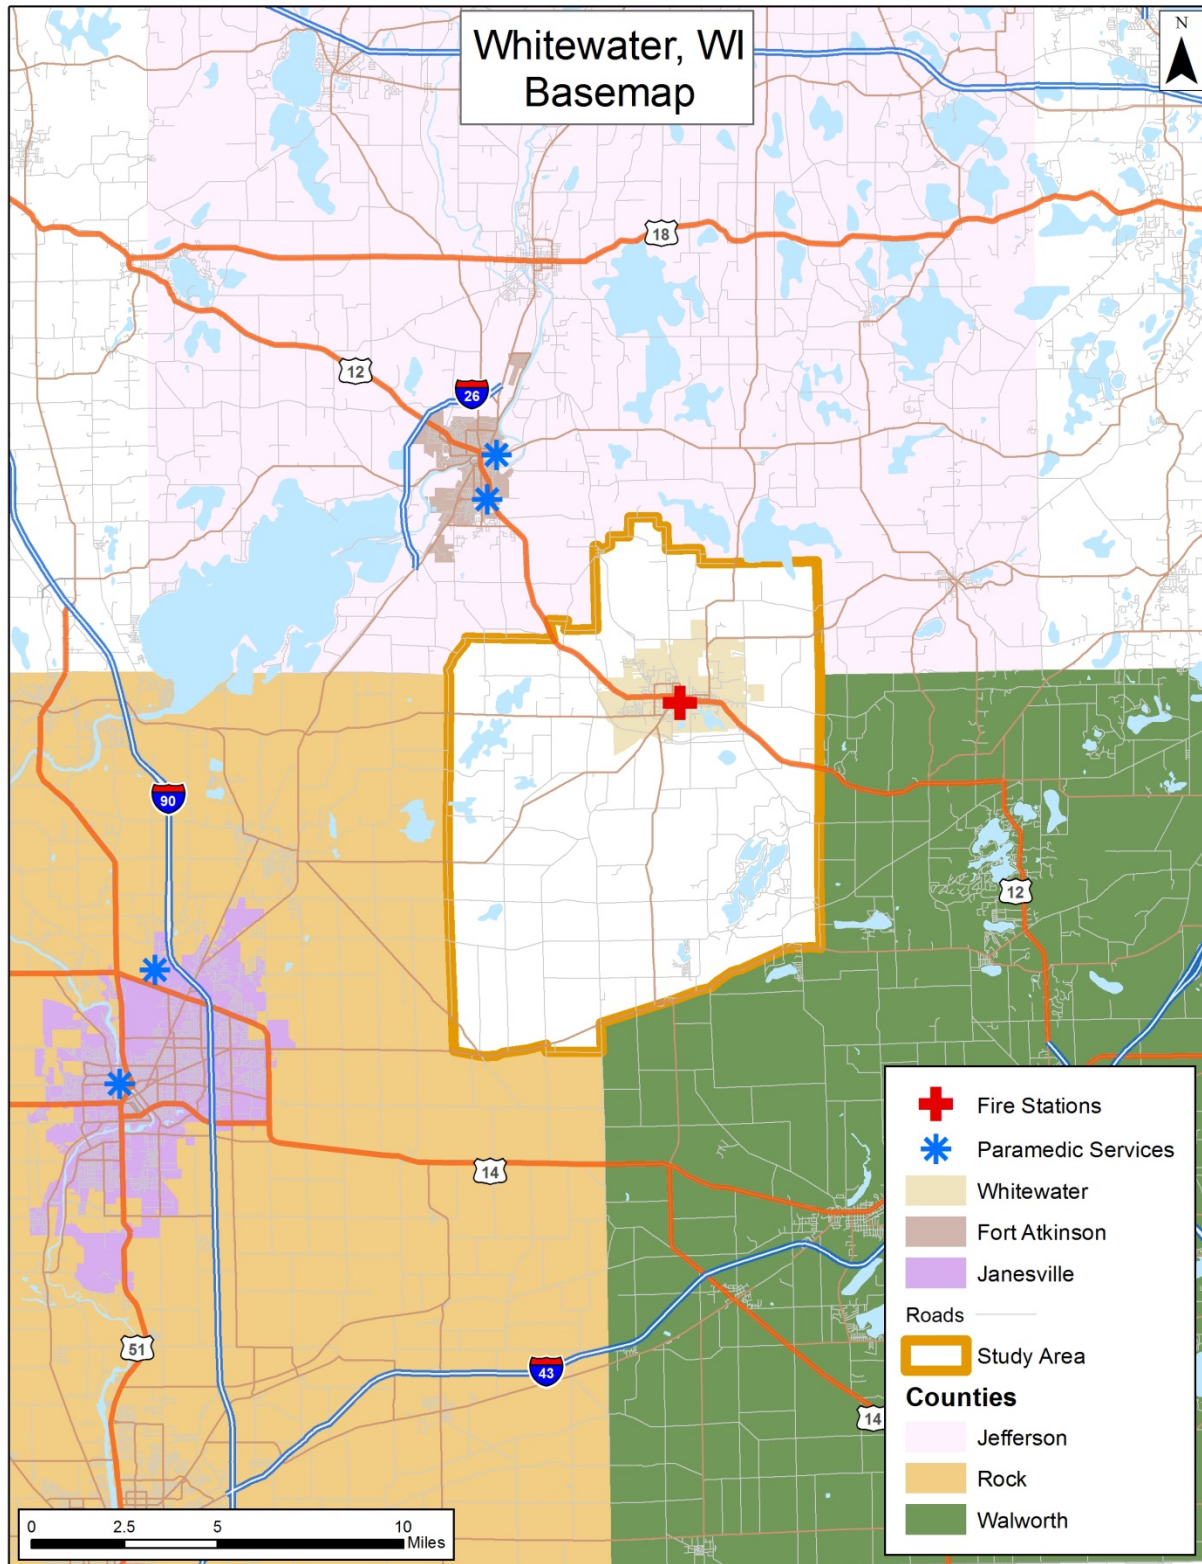 Whitewater, WI
Basemap
N
18
12
26
90
12
14
51
43
14
Fire Stations
Paramedic Services
Whitewater
Fort Atkinson
Janesville
Roads
Study Area
Counties
Jefferson
Rock
Walworth
0 2.5 5 10
Miles